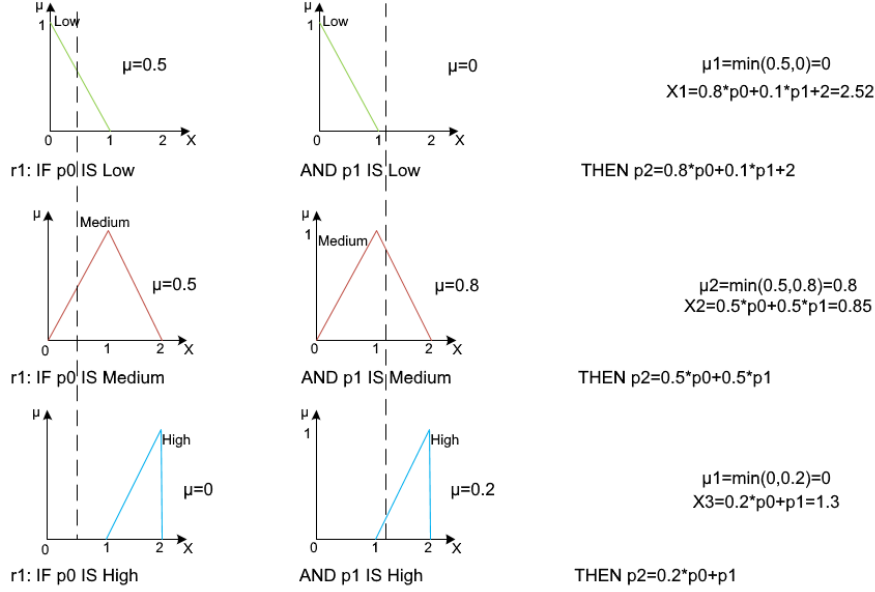 μ
μ
1
Low
1
Low
μ=0.5
μ=0
μ1=min(0.5,0)=0
X1=0.8*p0+0.1*p1+2=2.52
0
1
2
X
0
1
2
X
r1: IF p0 IS Low
AND p1 IS Low
THEN p2=0.8*p0+0.1*p1+2
μ
Medium
μ
1
Medium
μ=0.5
μ=0.8
μ2=min(0.5,0.8)=0.8
X2=0.5*p0+0.5*p1=0.85
0
1
2
X
0
1
2
X
r1: IF p0 IS Medium
AND p1 IS Medium
THEN p2=0.5*p0+0.5*p1
μ
μ
1
High
High
μ=0
μ=0.2
μ1=min(0,0.2)=0
X3=0.2*p0+p1=1.3
0
1
2
X
0
1
2
X
r1: IF p0 IS High
AND p1 IS High
THEN p2=0.2*p0+p1